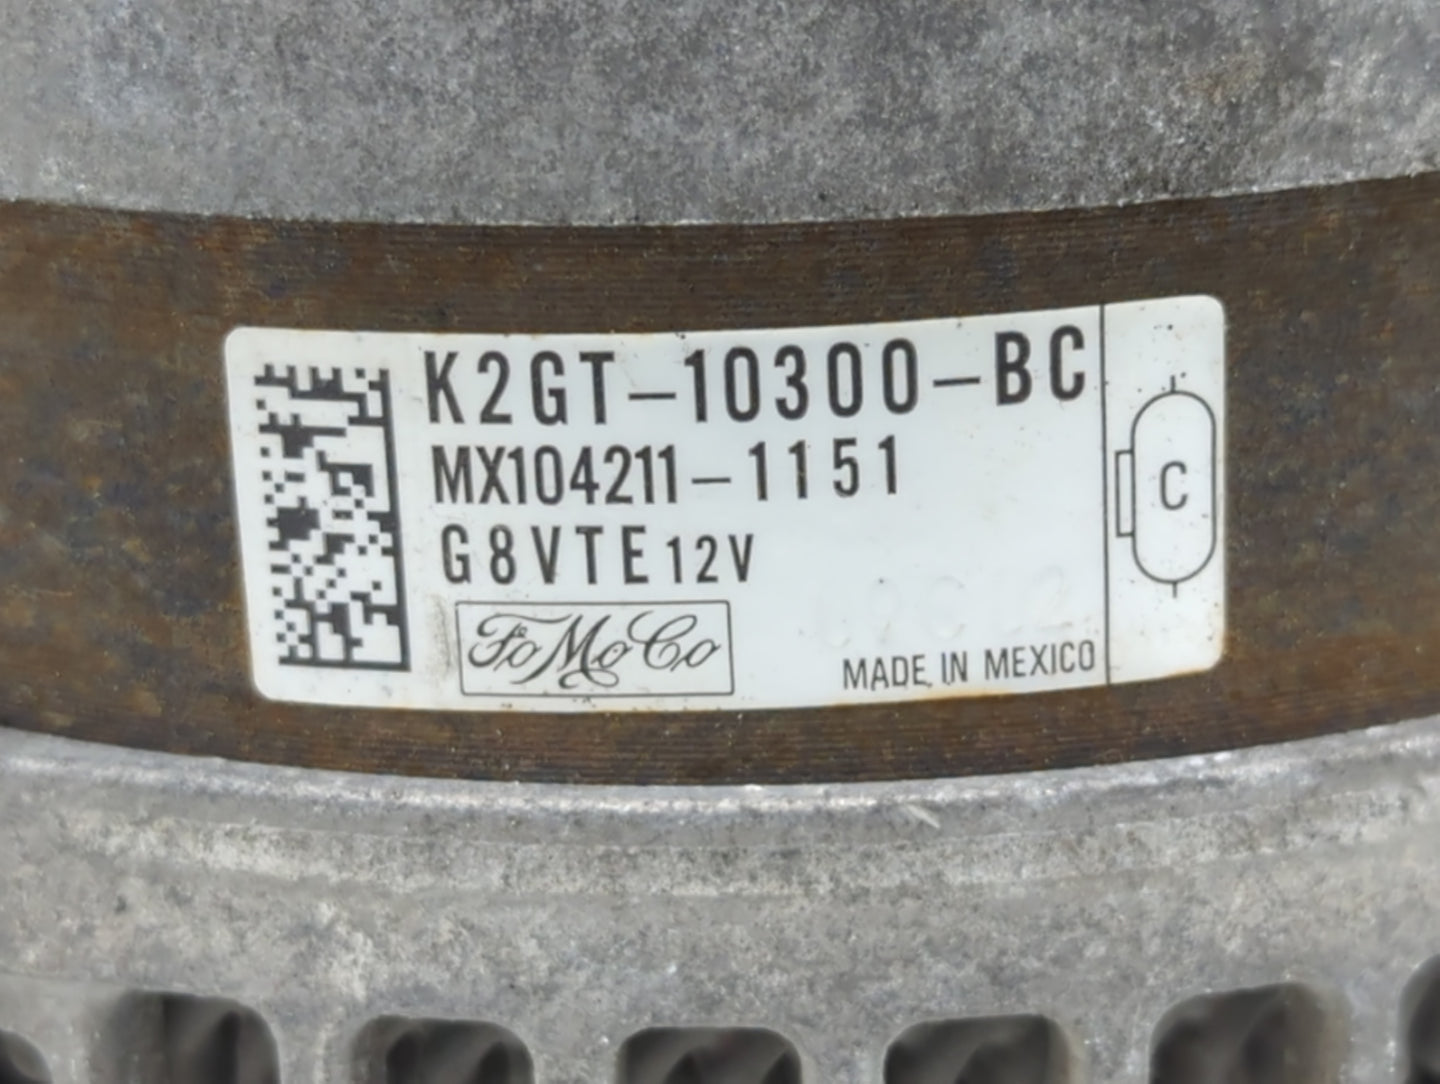 K2GT-10300-BC
MX104211-1151
G8VTE 12V
FoMoCo
MADE IN MEXICO
C